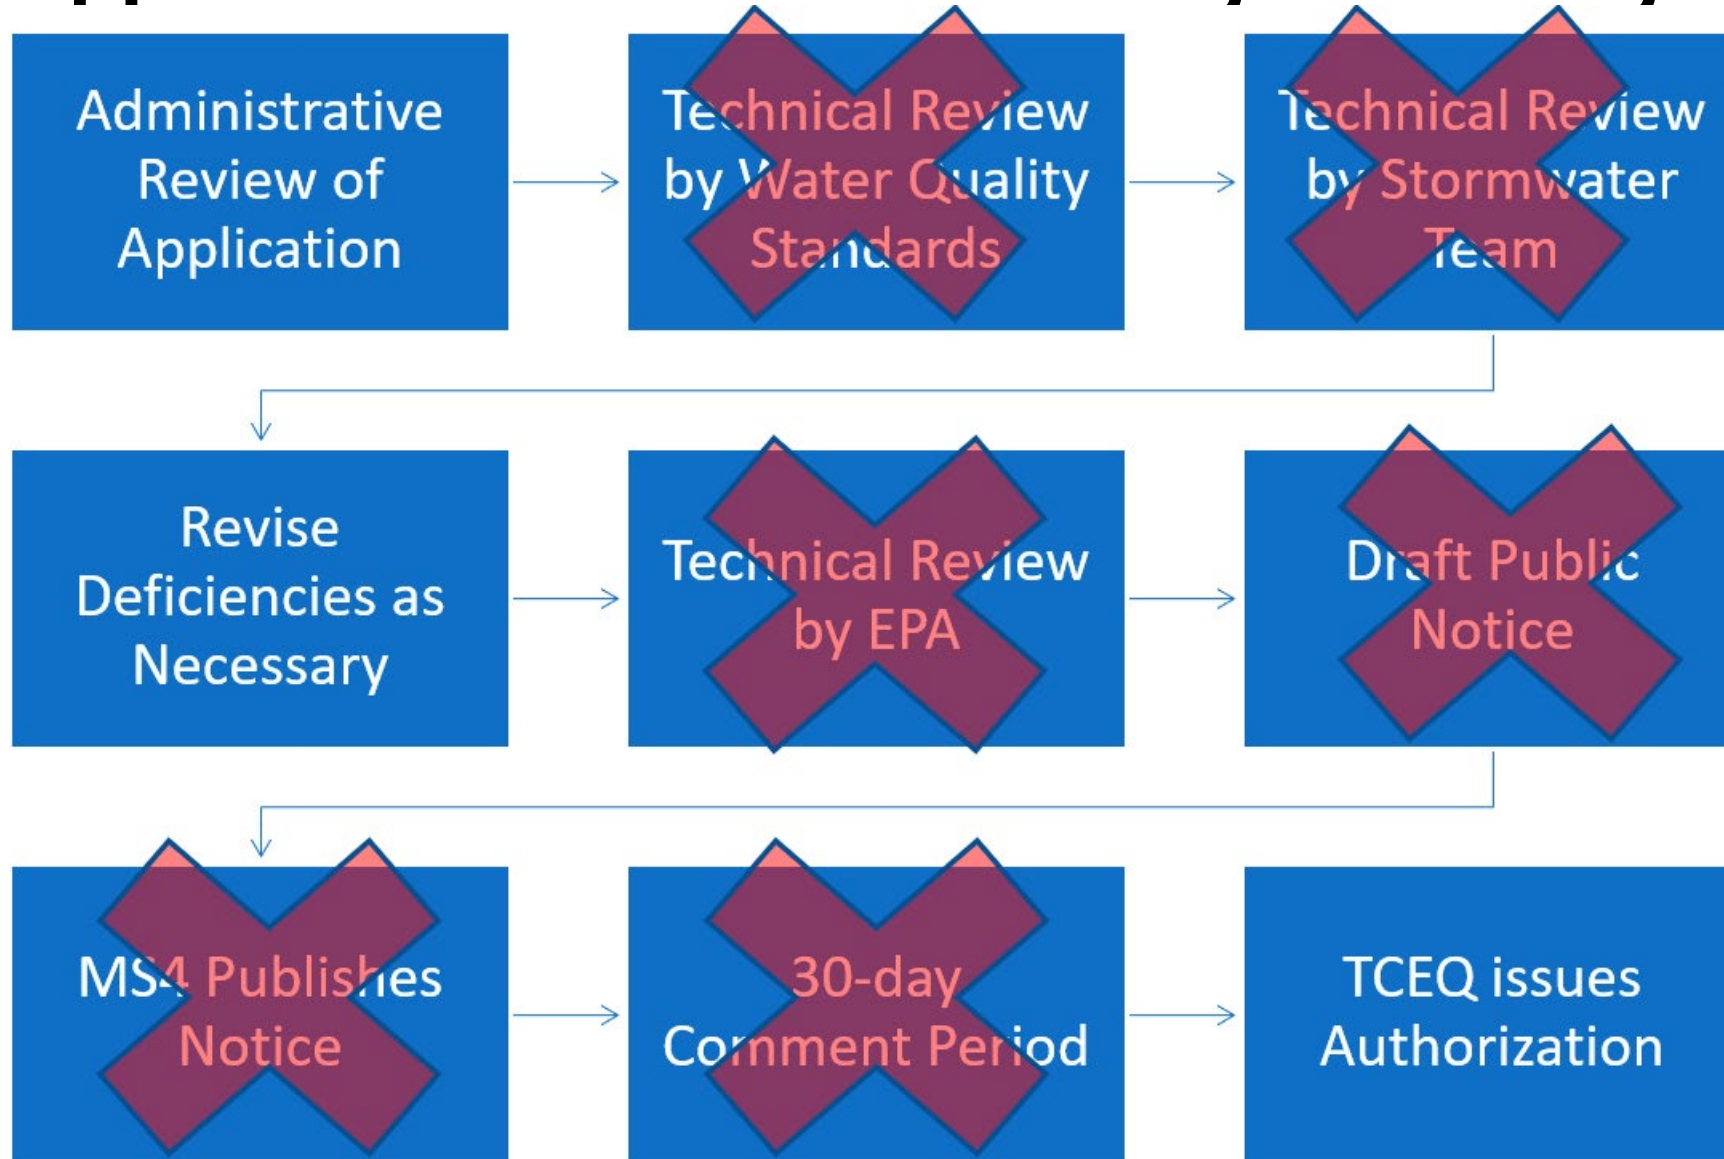 Administrative
Review of
Application
Technical Review
by Water Quality
Standards
Technical Review
by Stormwater
Team
Revise
Deficiencies as
Necessary
Technical Review
by EPA
Draft Public
Notice
MS4 Publishes
Notice
30-day
Comment Period
TCEQ issues
Authorization